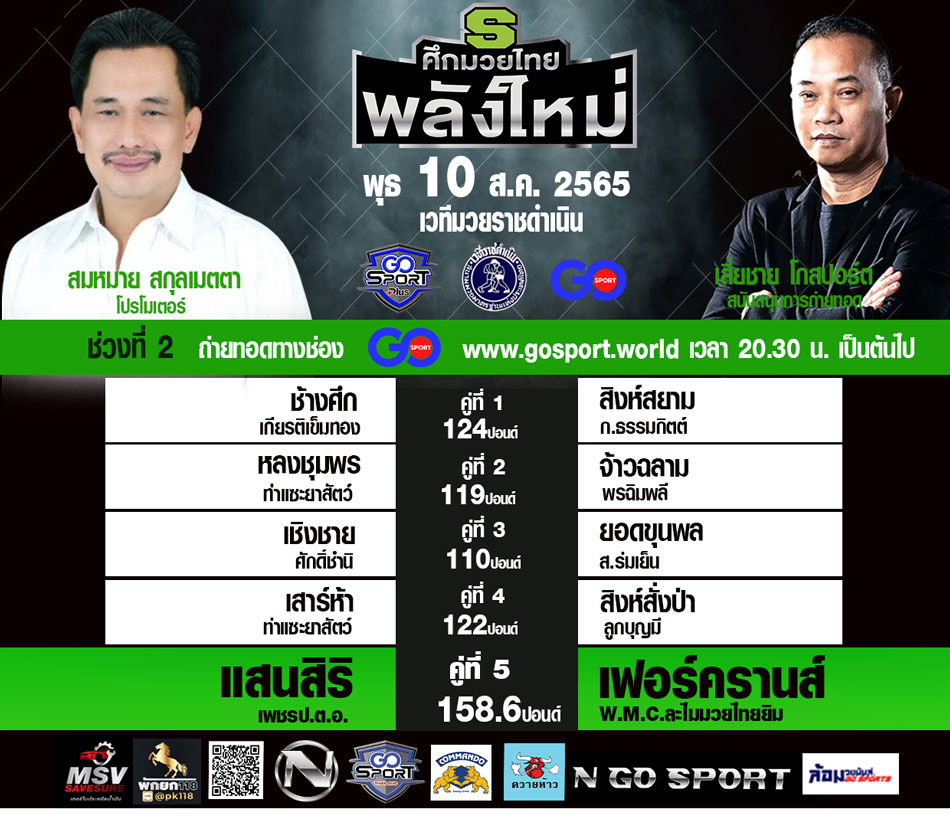 S
ศึกมวยไทย
พลังใหม่
พุธ 10 ส.ค. 2565
เวทีมวยราชดำเนิน
สมหมาย สกุลเมตตา
โปรโมเตอร์
GO SPORT
GO SPORT
เสี่ยชาย โกสปอร์ต
สนับสนุนการถ่ายทอด
ช่วงที่ 2 ถ่ายทอดทางช่อง GO SPORT www.gosport.world เวลา 20.30 น. เป็นต้นไป
ช้างศึก คู่ที่ 1 สิงห์สยาม
เกียรติเข็มทอง 124ปอนด์ ก.ธรรมกิตต์
หลงชุมพร คู่ที่ 2 จ้าวฉลาม
ท่าแซะยาสัตว์ 119ปอนด์ พรฉิมพลี
เชิงชาย คู่ที่ 3 ยอดขุนพล
ศักดิ์ชำนิ 110ปอนด์ ส.ร่มเย็น
เสาร์ห้า คู่ที่ 4 สิงห์สั่งป่า
ท่าแซะยาสัตว์ 122ปอนด์ ลูกบุญมี
แสนสิริ คู่ที่ 5 เฟอร์ครานส์
เพชรป.ต.อ. 158.6ปอนด์ W.M.C.ละไมมวยไทยยิม
MSV
SAVESURE
พกยก118
@pk118
N
GO SPORT
COMMANDO
ควายหาว
N GO SPORT
ก้อมวงนันท์
GO SPORTS